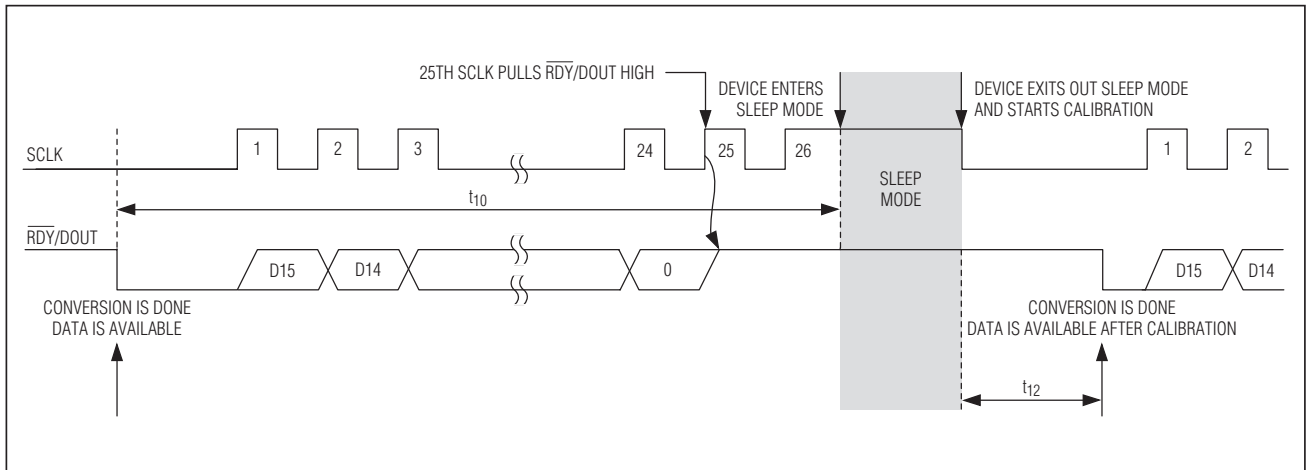 25TH SCLK PULLS RDY/DOUT HIGH
DEVICE ENTERS
SLEEP MODE
DEVICE EXITS OUT SLEEP MODE
AND STARTS CALIBRATION
SCLK
1
2
3
24
25
26
1
2
SLEEP
MODE
t10
RDY/DOUT
D15
D14
0
D15
D14
CONVERSION IS DONE
DATA IS AVAILABLE
CONVERSION IS DONE
DATA IS AVAILABLE AFTER CALIBRATION
t12